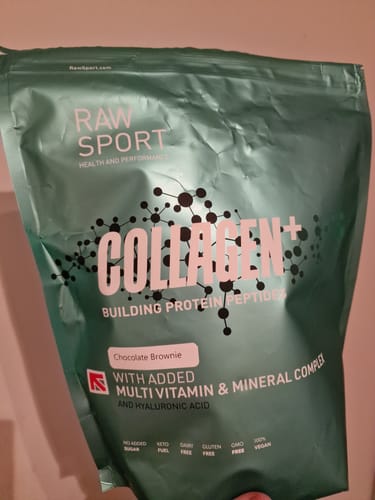 RawSport.com
RAW
SPORT
HEALTH AND PERFORMANCE
COLLAGEN+
BUILDING PROTEIN PEPTIDES
Chocolate Brownie
WITH ADDED
MULTI VITAMIN & MINERAL COMPLEX
AND HYALURONIC ACID
NO ADDED SUGAR
KETO FUEL
DAIRY FREE
GLUTEN FREE
GMO FREE
100% VEGAN